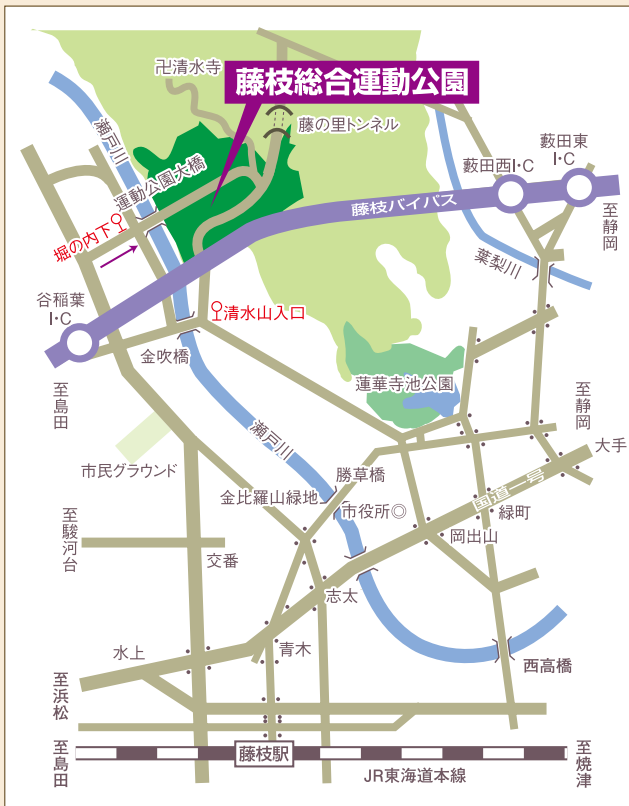 卍清水寺
藤枝総合運動公園
瀬戸川
藤の里トンネル
藪田東
I・C
藪田西I・C
運動公園大橋
藤枝バイパス
至静岡
堀の内下
葉梨川
谷稲葉
I・C
清水山入口
金吹橋
至島田
蓮華寺池公園
至静岡
大手
瀬戸川
市民グラウンド
勝草橋
金比羅山緑地
市役所◎
国道一号
緑町
至駿河台
岡出山
交番
志太
水上
青木
西高橋
至浜松
至島田
藤枝駅
JR東海道本線
至焼津